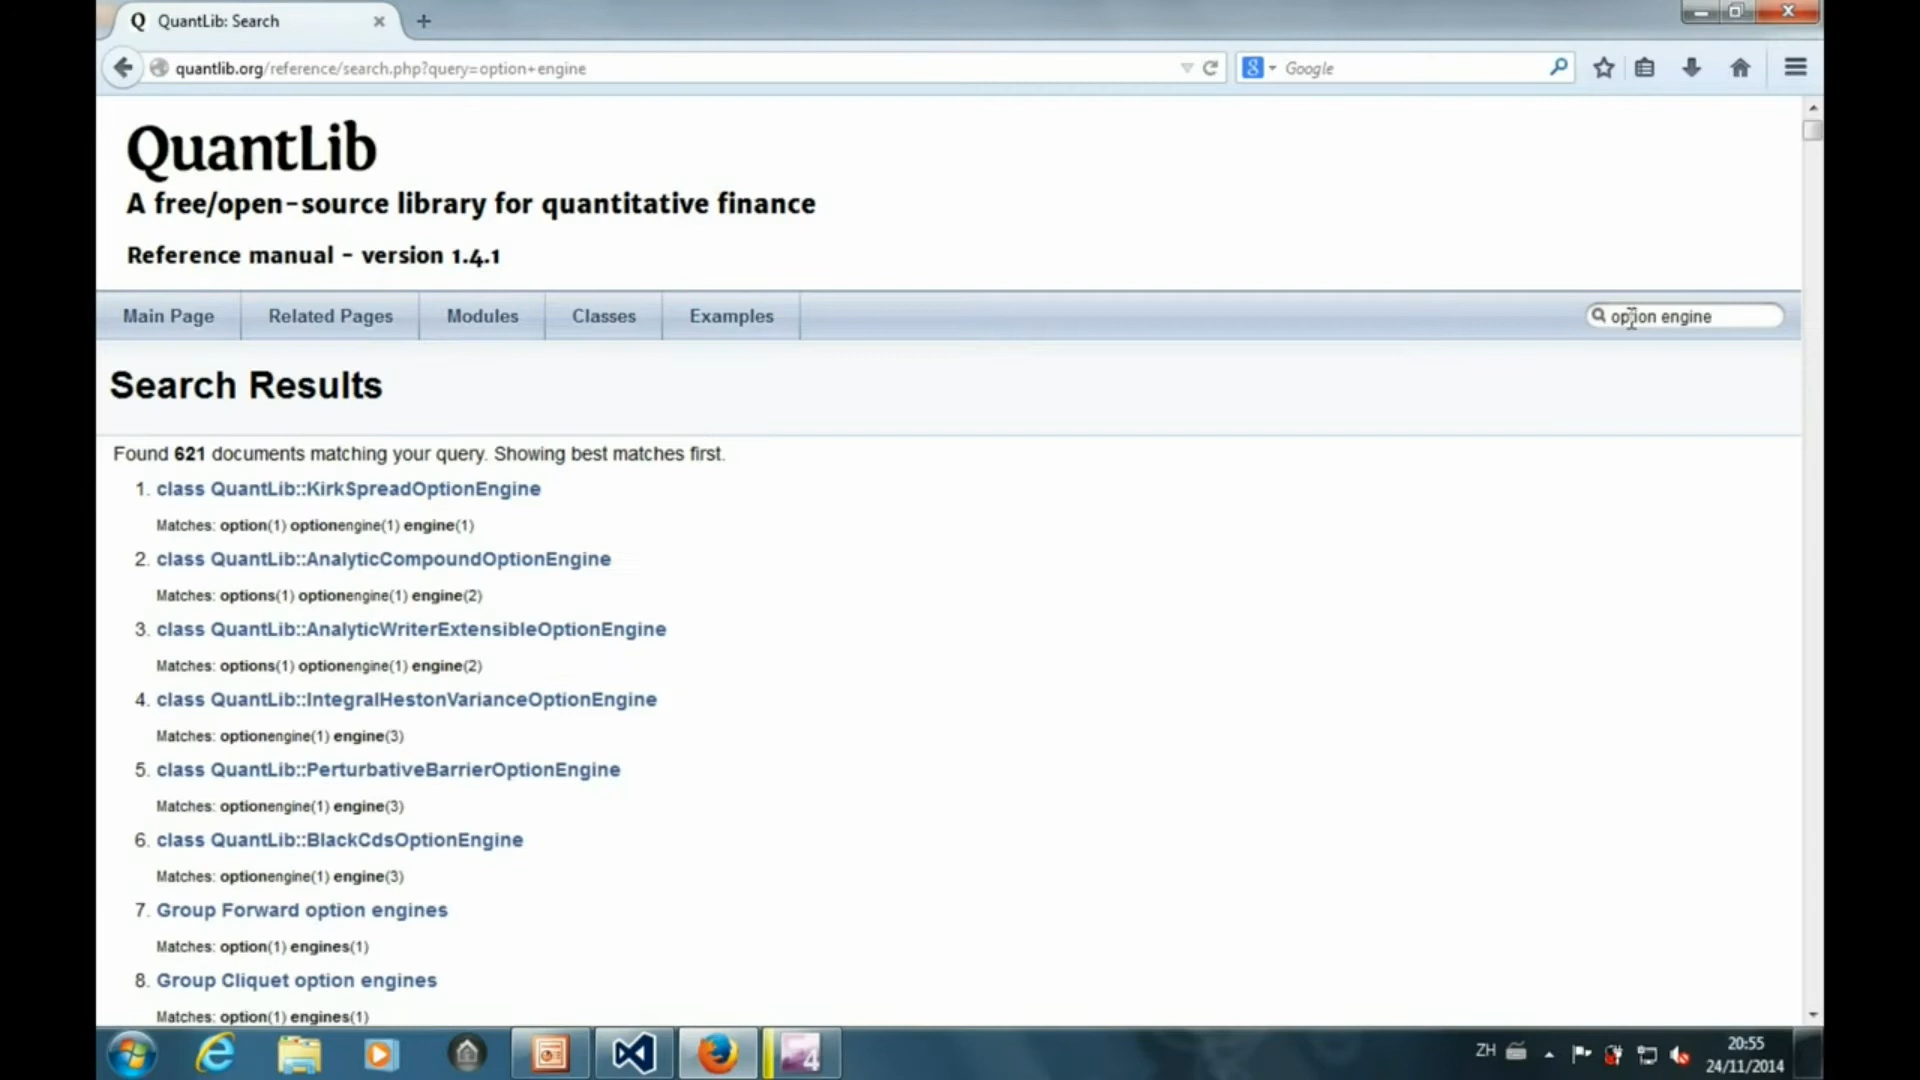 QuantLib: Search
quantlib.org/reference/search.php?query=option+engine
Google
QuantLib
A free/open-source library for quantitative finance
Reference manual - version 1.4.1
Main Page
Related Pages
Modules
Classes
Examples
option engine
Search Results
Found 621 documents matching your query. Showing best matches first.
1. class QuantLib::KirkSpreadOptionEngine
Matches: option(1) optionengine(1) engine(1)
2. class QuantLib::AnalyticCompoundOptionEngine
Matches: options(1) optionengine(1) engine(2)
3. class QuantLib::AnalyticWriterExtensibleOptionEngine
Matches: options(1) optionengine(1) engine(2)
4. class QuantLib::IntegralHestonVarianceOptionEngine
Matches: optionengine(1) engine(3)
5. class QuantLib::PerturbativeBarrierOptionEngine
Matches: optionengine(1) engine(3)
6. class QuantLib::BlackCdsOptionEngine
Matches: optionengine(1) engine(3)
7. Group Forward option engines
Matches: option(1) engines(1)
8. Group Cliquet option engines
Matches: option(1) engines(1)
ZH
20:55
24/11/2014